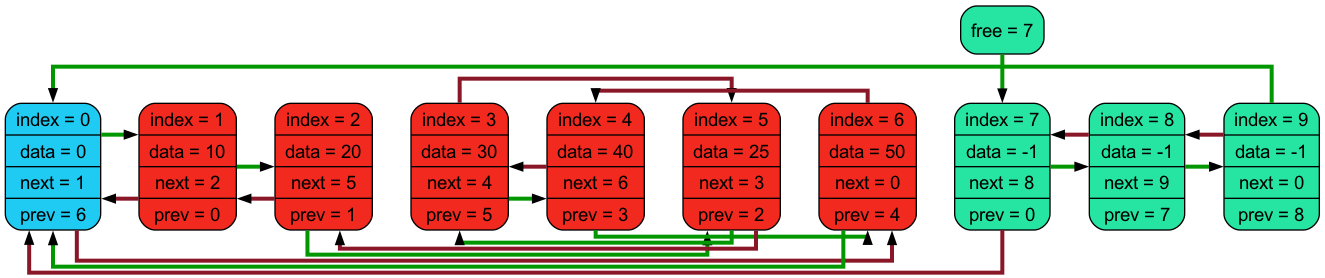 free = 7
index = 0
data = 0
next = 1
prev = 6
index = 1
data = 10
next = 2
prev = 0
index = 2
data = 20
next = 5
prev = 1
index = 3
data = 30
next = 4
prev = 5
index = 4
data = 40
next = 6
prev = 3
index = 5
data = 25
next = 3
prev = 2
index = 6
data = 50
next = 0
prev = 4
index = 7
data = -1
next = 8
prev = 0
index = 8
data = -1
next = 9
prev = 7
index = 9
data = -1
next = 0
prev = 8